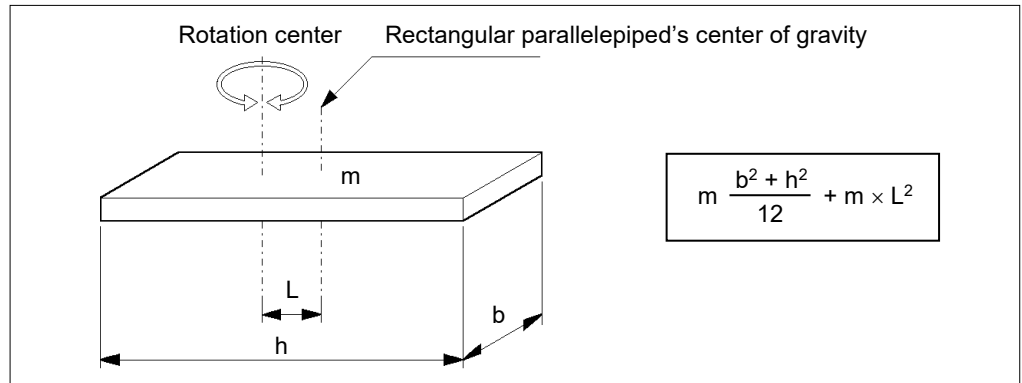 Rotation center
Rectangular parallelepiped’s center of gravity
m
m b² + h² / 12 + m × L²
L
b
h